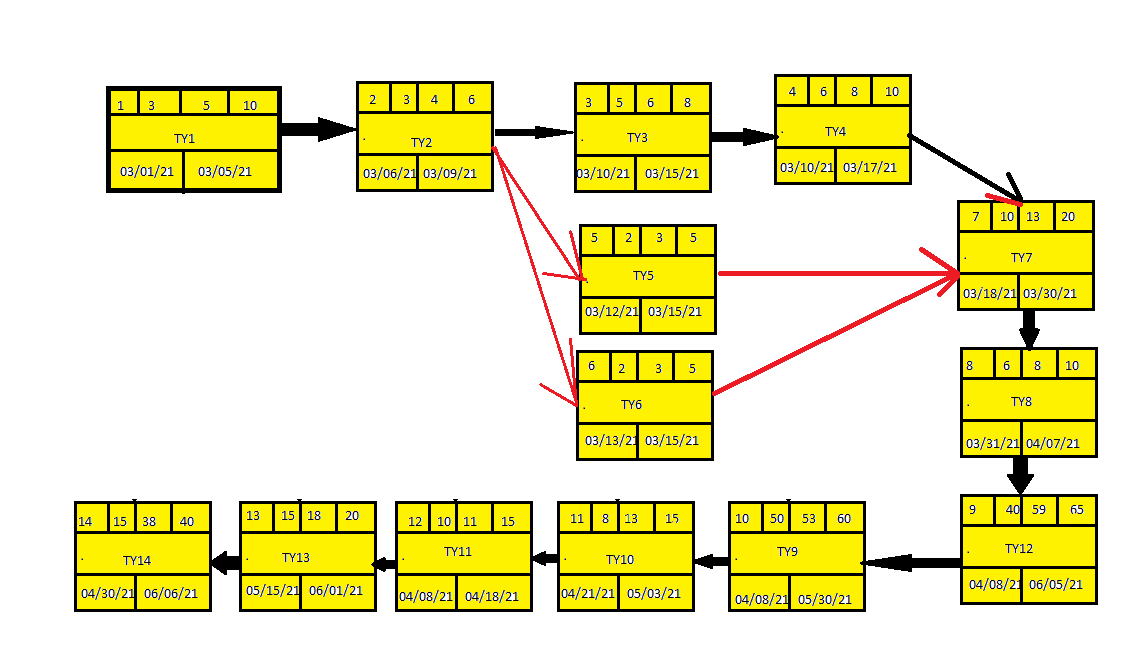 1 3 5 10
TY1
03/01/21 03/05/21
2 3 4 6
TY2
03/06/21 03/09/21
3 5 6 8
TY3
03/10/21 03/15/21
4 6 8 10
TY4
03/10/21 03/17/21
5 2 3 5
TY5
03/12/21 03/15/21
6 2 3 5
TY6
03/13/21 03/15/21
7 10 13 20
TY7
03/18/21 03/30/21
8 6 8 10
TY8
03/31/21 04/07/21
9 40 59 65
TY12
04/08/21 06/05/21
10 50 53 60
TY9
04/08/21 05/30/21
11 8 13 15
TY10
04/21/21 05/03/21
12 10 11 15
TY11
04/08/21 04/18/21
13 15 18 20
TY13
05/15/21 06/01/21
14 15 38 40
TY14
04/30/21 06/06/21